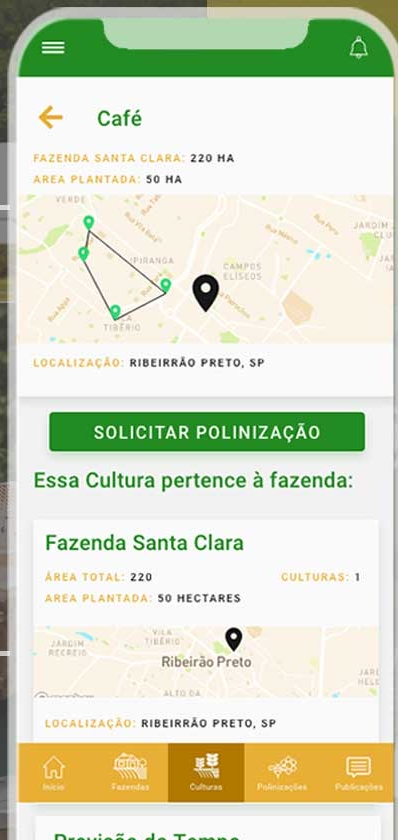 Café
FAZENDA SANTA CLARA: 220 HA
AREA PLANTADA: 50 HA
VERDE
JARDIM
IPIRANGA
CAMPOS
ELÍSEOS
TIBÉRIO
LOCALIZAÇÃO: RIBEIRRÃO PRETO, SP
SOLICITAR POLINIZAÇÃO
Essa Cultura pertence à fazenda:
Fazenda Santa Clara
ÁREA TOTAL: 220 CULTURAS: 1
AREA PLANTADA: 50 HECTARES
VILA
TIBÉRIO
JARDIM
RECREIO
Ribeirão Preto
ALTO DA
LOCALIZAÇÃO: RIBEIRRÃO PRETO, SP
Início Fazendas Culturas Polinizações Publicações
Previsão do Tempo